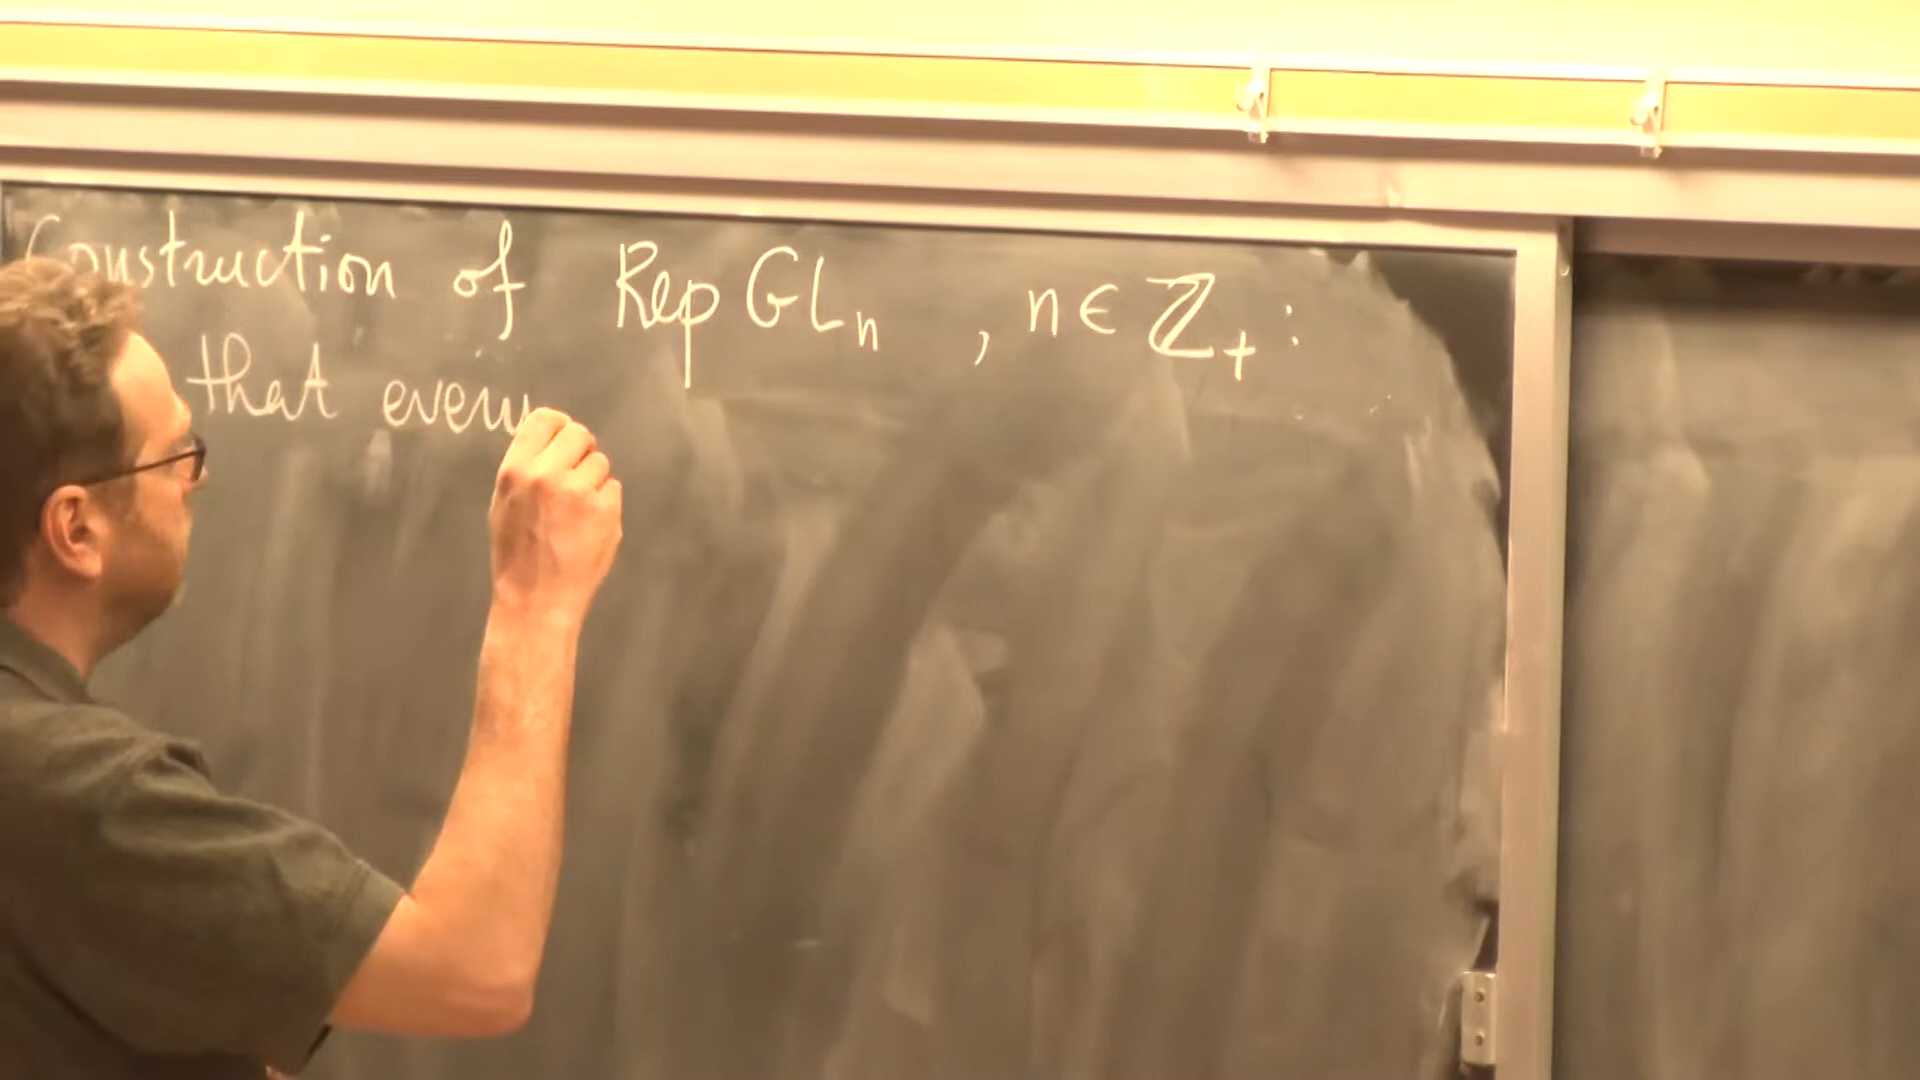 Construction of Rep GLₙ , n ∈ ℤ₊ :
that every